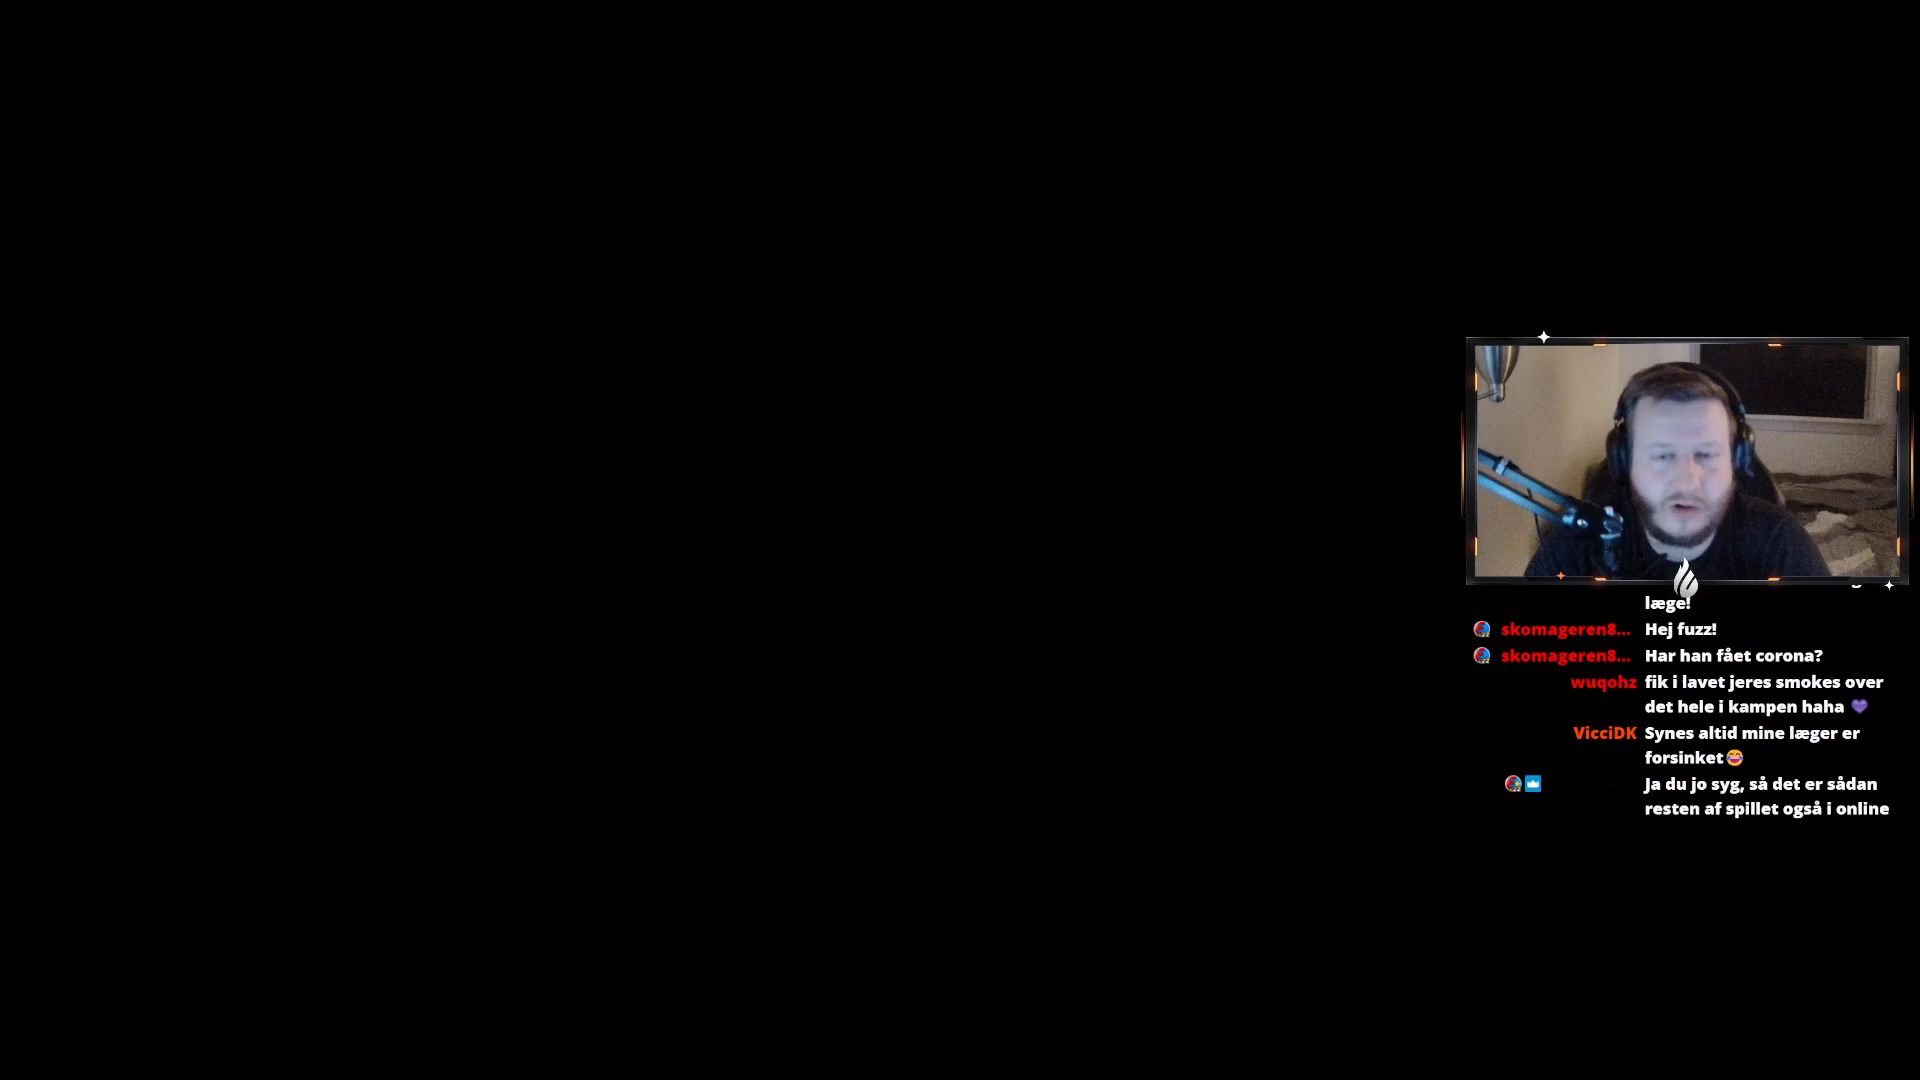 læge!
skomageren8... Hej fuzz!
skomageren8... Har han fået corona?
wuqohz fik i lavet jeres smokes over
det hele i kampen haha 💜
VicciDK Synes altid mine læger er
forsinket😂
Ja du jo syg, så det er sådan
resten af spillet også i online